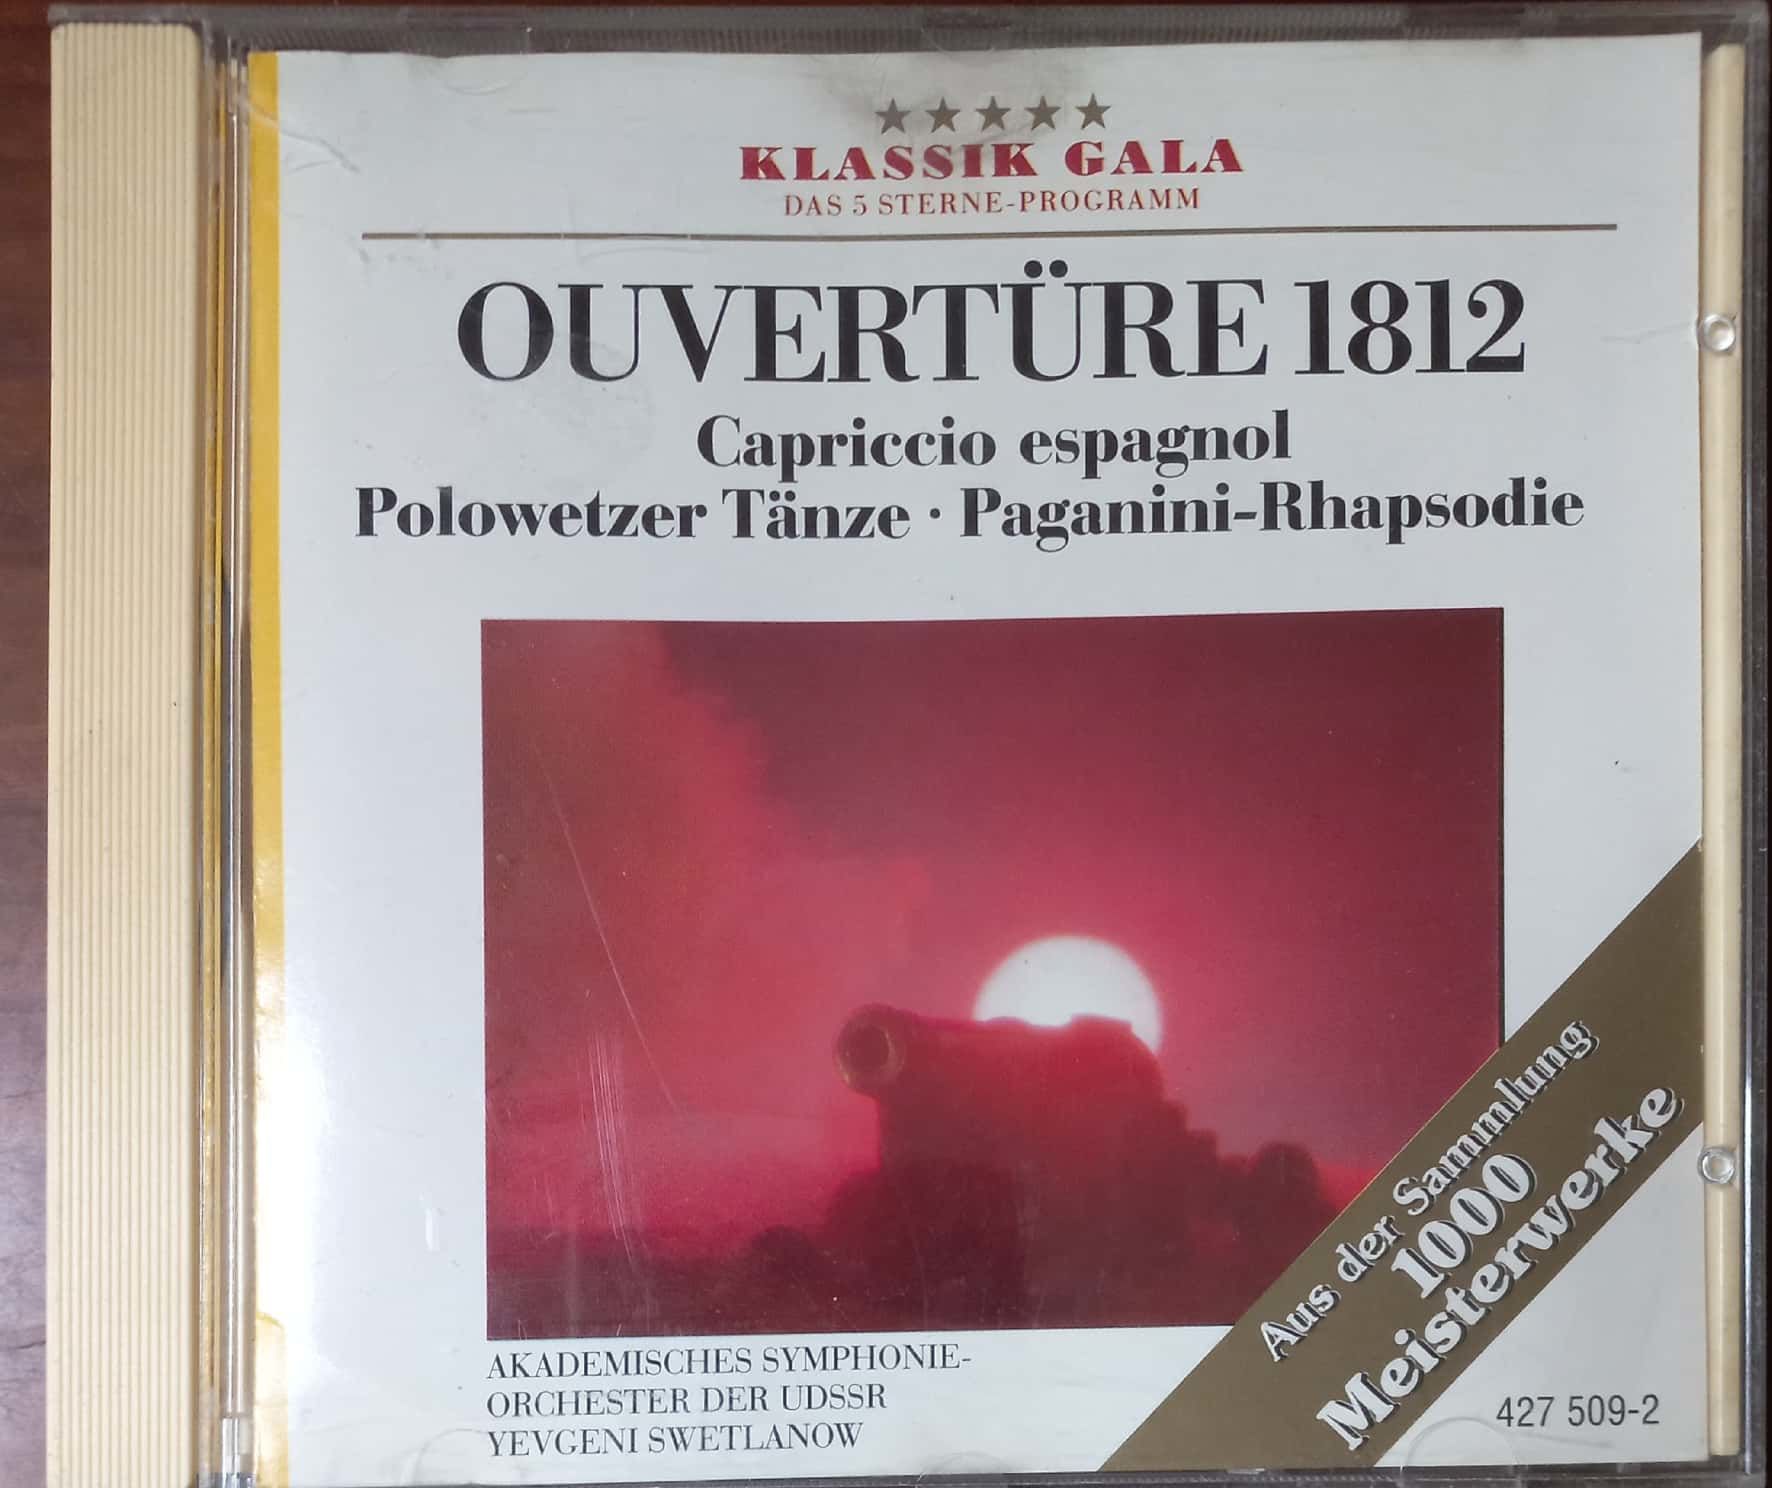 KLASSIK GALA
DAS 5 STERNE-PROGRAMM
OUVERTÜRE 1812
Capriccio espagnol
Polowetzer Tänze · Paganini-Rhapsodie
Aus der Sammlung
1000
Meisterwerke
AKADEMISCHES SYMPHONIE-
ORCHESTER DER UDSSR
YEVGENI SWETLANOW
427 509-2